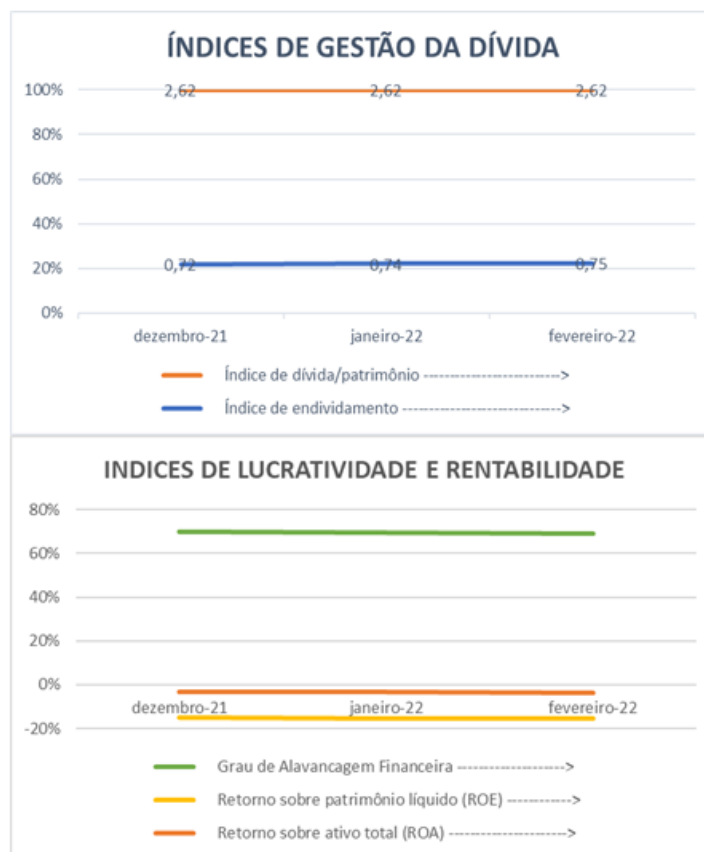 ÍNDICES DE GESTÃO DA DÍVIDA
100%
2,62 2,62 2,62
80%
60%
40%
20%
0,72 0,74 0,75
0%
dezembro-21 janeiro-22 fevereiro-22
Índice de dívida/patrimônio ---------------------------->
Índice de endividamento -------------------------------->
INDICES DE LUCRATIVIDADE E RENTABILIDADE
80%
60%
40%
20%
0%
dezembro-21 janeiro-22 fevereiro-22
-20%
Grau de Alavancagem Financeira --------------------->
Retorno sobre patrimônio líquido (ROE) ------------->
Retorno sobre ativo total (ROA) ----------------------->